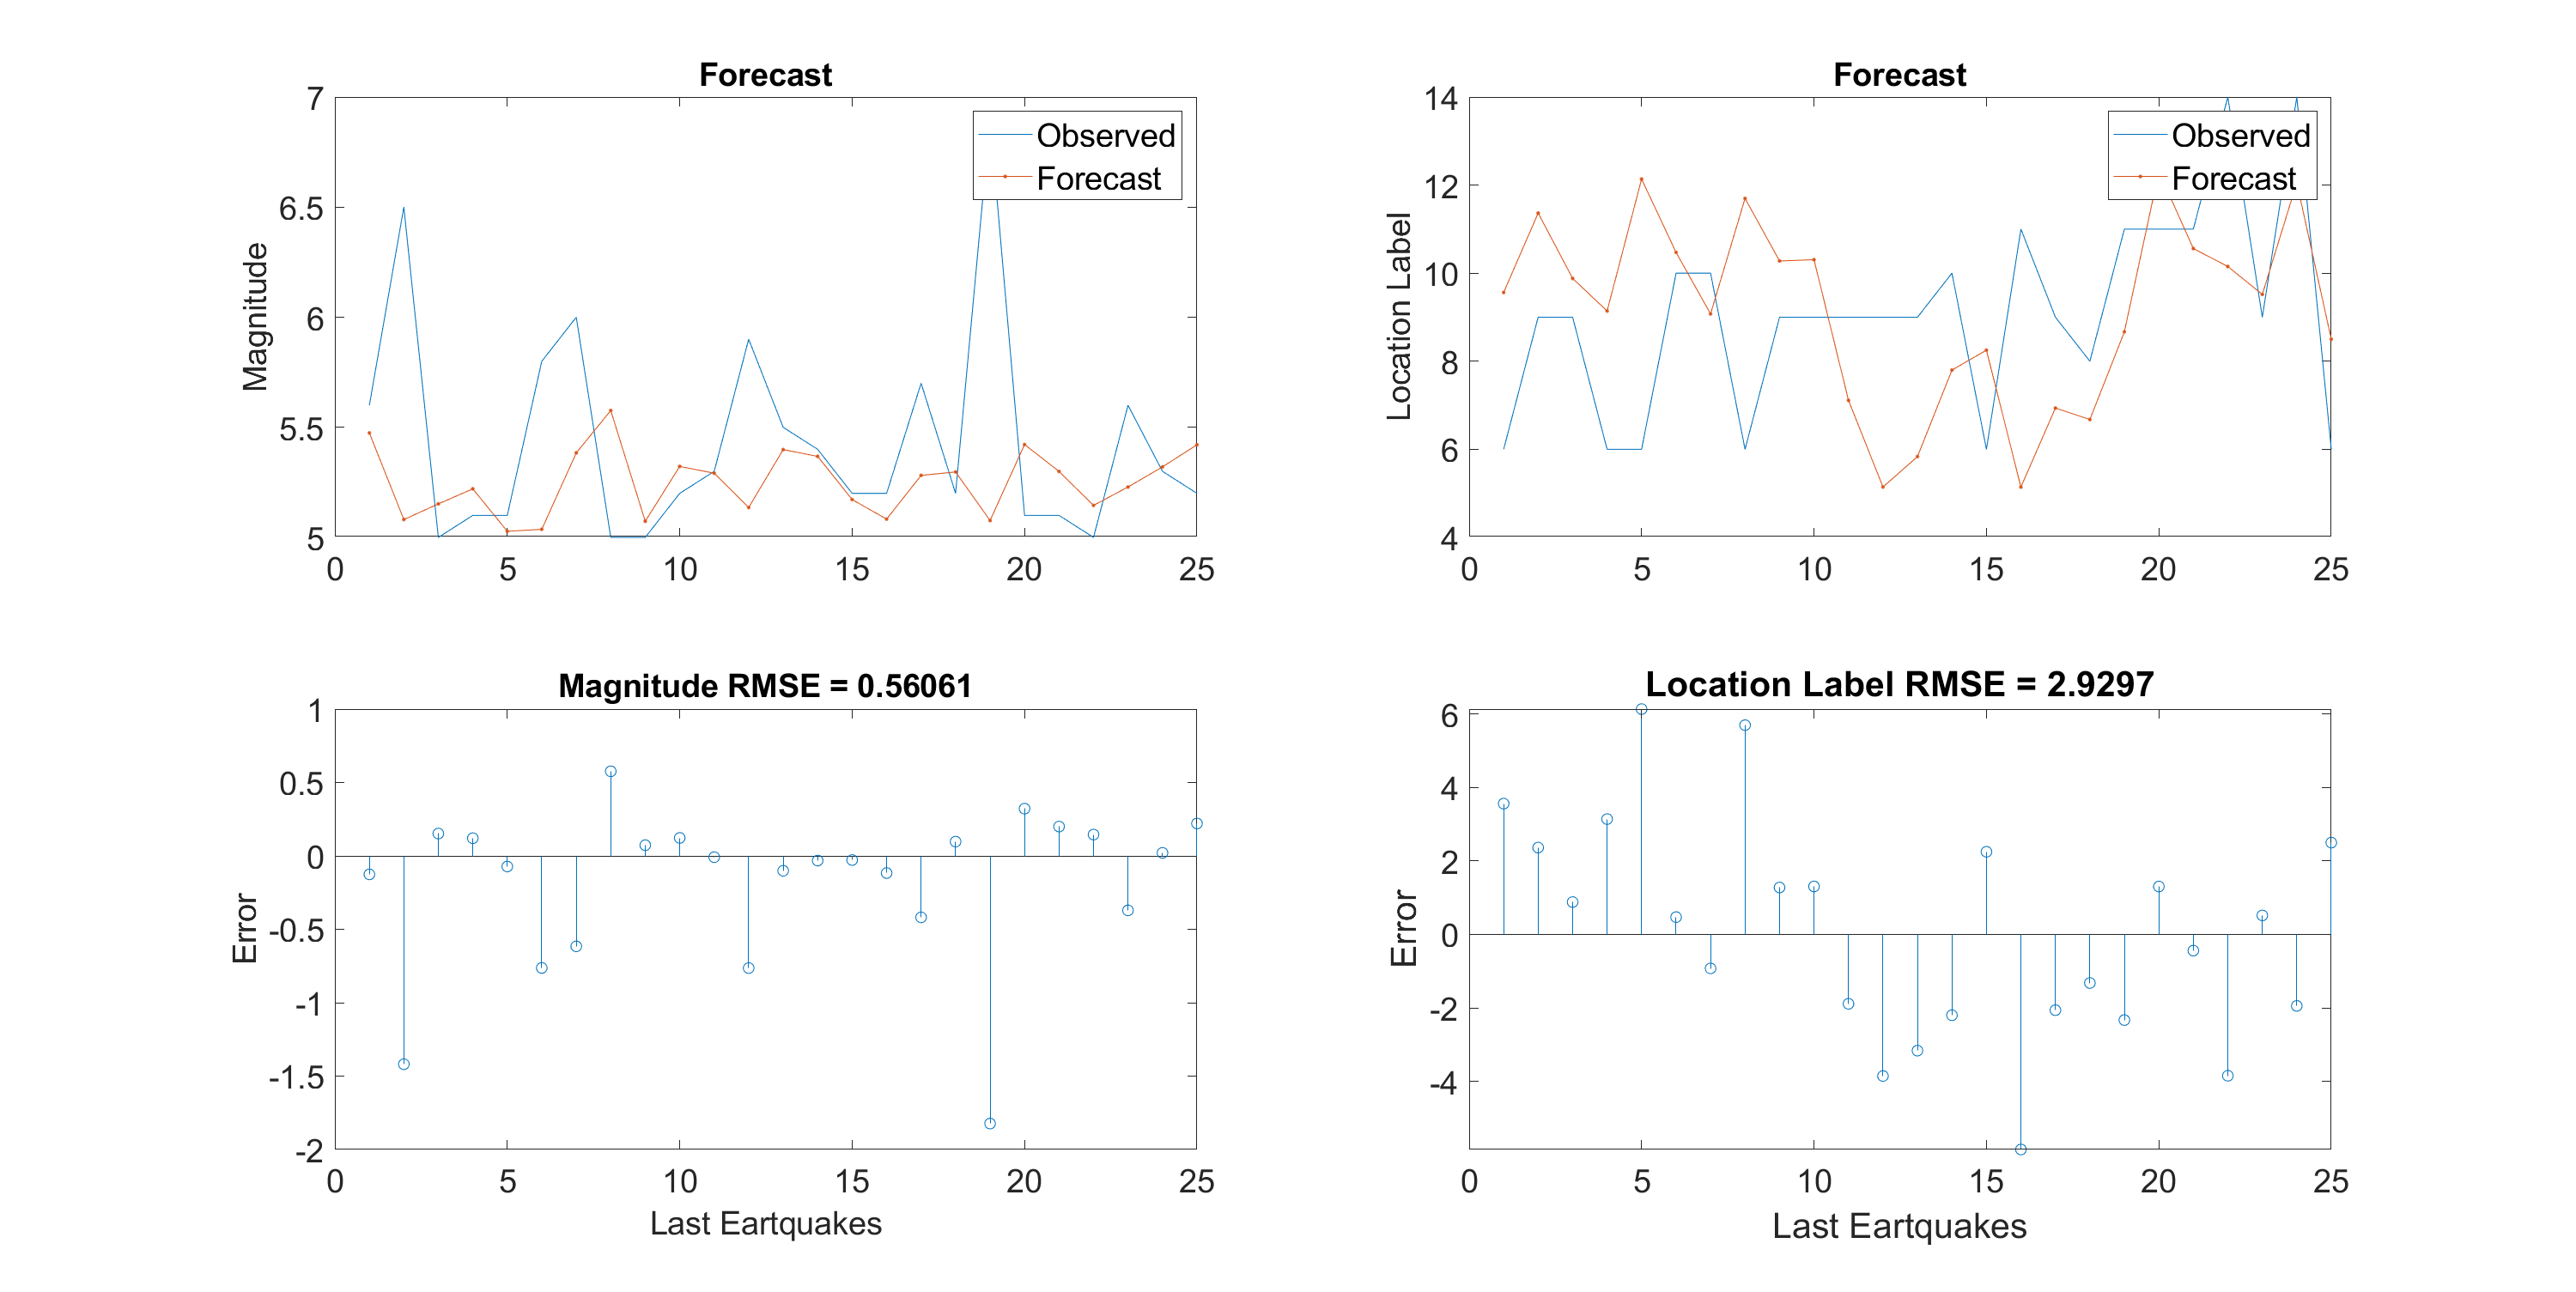 Forecast
7
6.5
6
5.5
5
Magnitude
Observed
Forecast
0 5 10 15 20 25
Forecast
14
12
10
8
6
4
Location Label
Observed
Forecast
0 5 10 15 20 25
Magnitude RMSE = 0.56061
1
0.5
0
-0.5
-1
-1.5
-2
Error
0 5 10 15 20 25
Last Eartquakes
Location Label RMSE = 2.9297
6
4
2
0
-2
-4
Error
0 5 10 15 20 25
Last Eartquakes